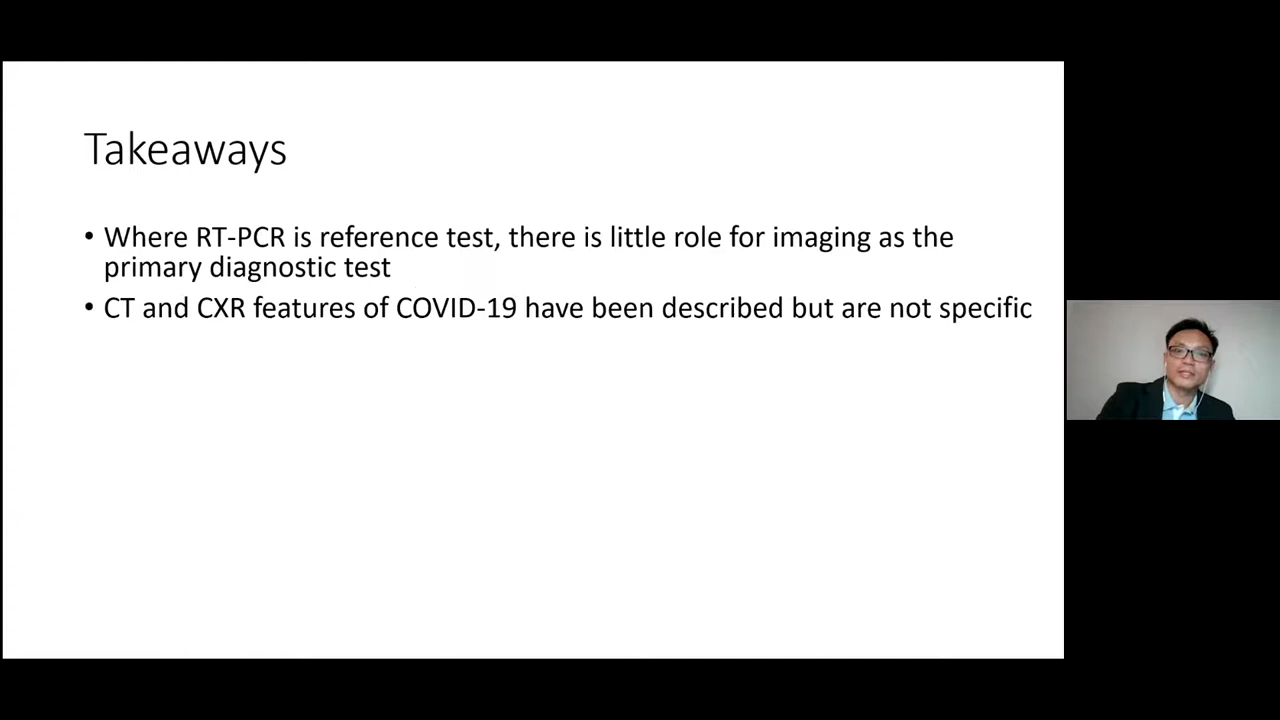 Takeaways
• Where RT-PCR is reference test, there is little role for imaging as the
primary diagnostic test
• CT and CXR features of COVID-19 have been described but are not specific